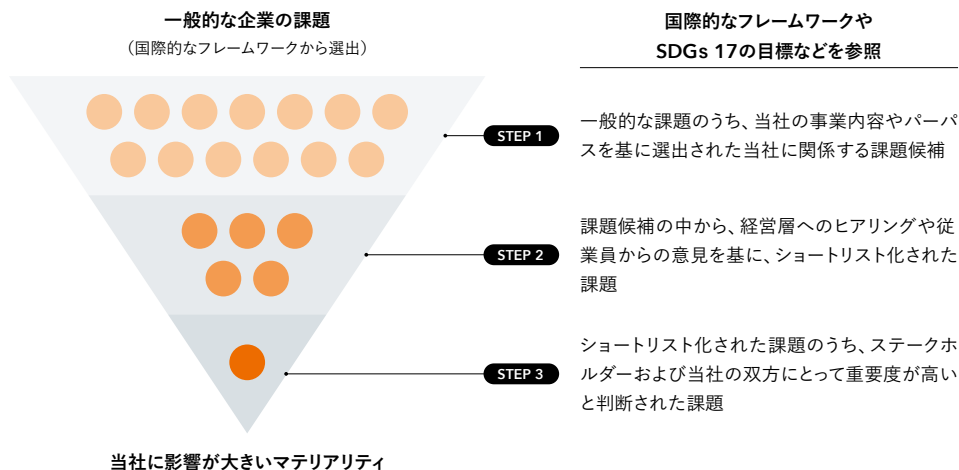 一般的な企業の課題
（国際的なフレームワークから選出）
国際的なフレームワークや
SDGs 17の目標などを参照
STEP 1
一般的な課題のうち、当社の事業内容やパーパ
スを基に選出された当社に関係する課題候補
STEP 2
課題候補の中から、経営層へのヒアリングや従
業員からの意見を基に、ショートリスト化された
課題
STEP 3
ショートリスト化された課題のうち、ステークホ
ルダーおよび当社の双方にとって重要度が高い
と判断された課題
当社に影響が大きいマテリアリティ